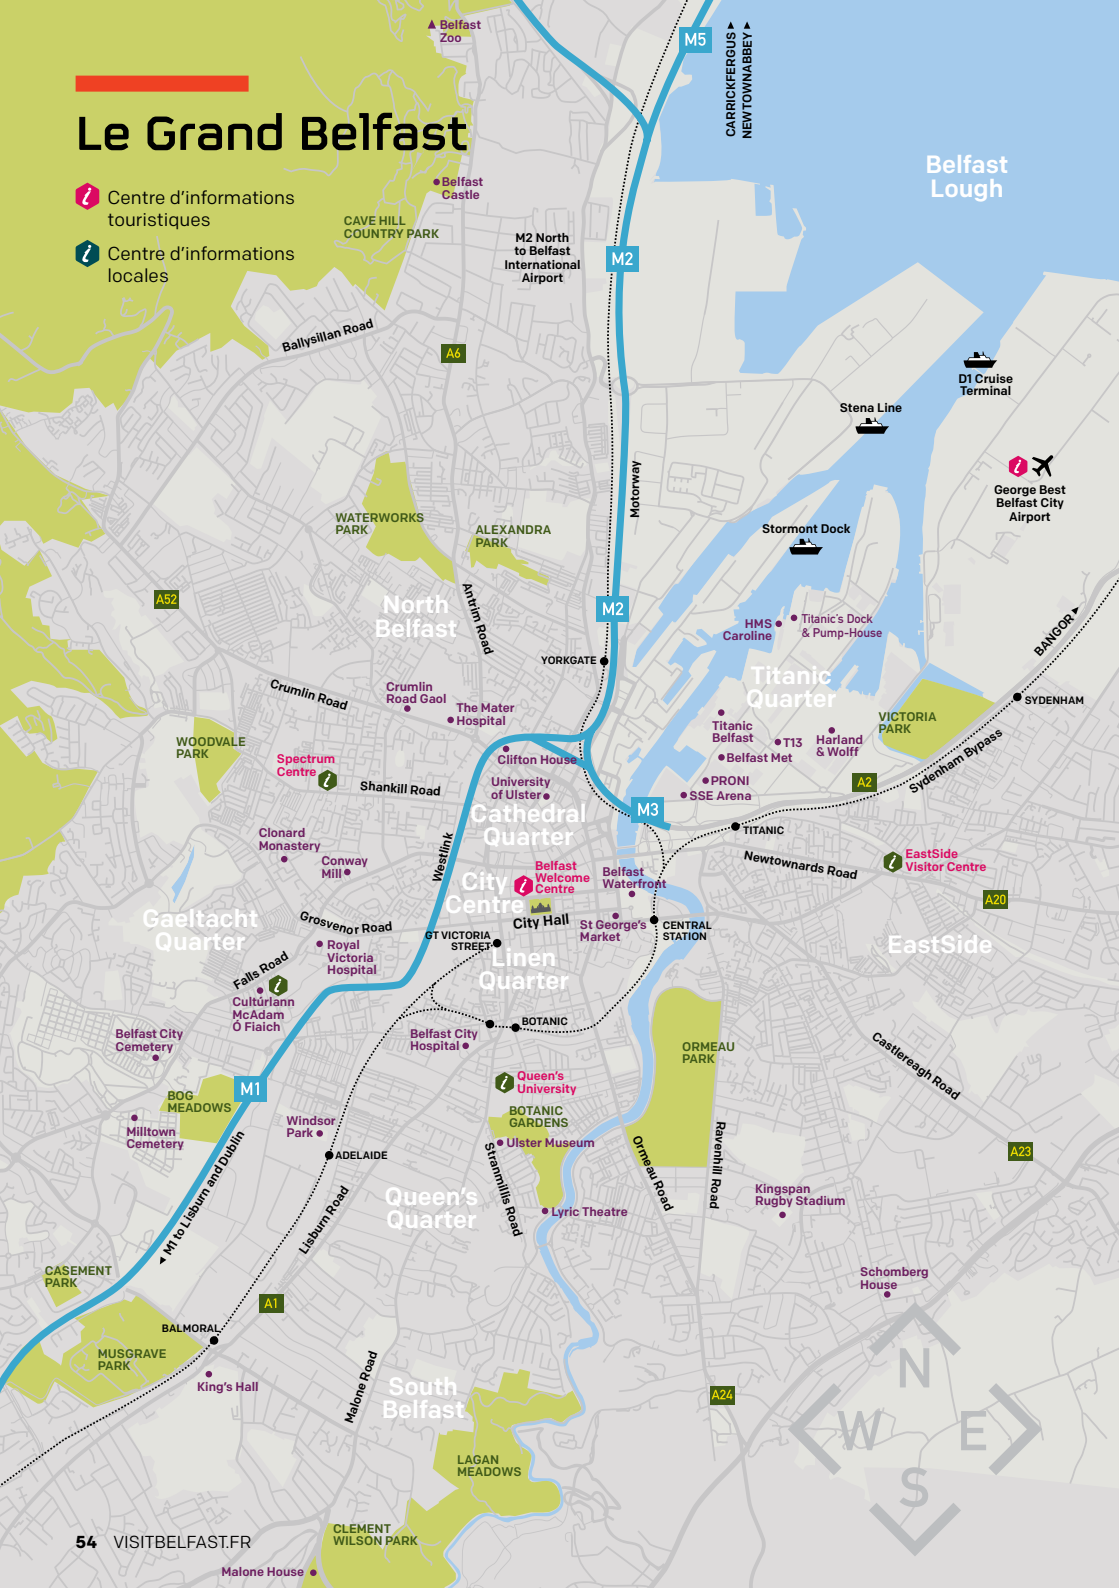 Belfast
Zoo
M5
CARRICKFERGUS
NEWTOWNABBEY
Le Grand Belfast
Belfast
Lough
Centre d'informations
touristiques
Centre d'informations
locales
Belfast
Castle
CAVE HILL
COUNTRY PARK
M2 North
to Belfast
International
Airport
M2
Ballysillan Road
A6
D1 Cruise
Terminal
Stena Line
Motorway
George Best
Belfast City
Airport
WATERWORKS
PARK
ALEXANDRA
PARK
Stormont Dock
A52
North
Belfast
Antrim Road
M2
HMS
Caroline
Titanic's Dock
& Pump-House
BANGOR
YORKGATE
Titanic
Quarter
Crumlin Road
Crumlin
Road Gaol
The Mater
Hospital
SYDENHAM
VICTORIA
PARK
Titanic
Belfast
T13
Harland
& Wolff
WOODVALE
PARK
Spectrum
Centre
Clifton House
Belfast Met
Sydenham Bypass
Shankill Road
University
of Ulster
PRONI
SSE Arena
A2
M3
Cathedral
Quarter
TITANIC
Clonard
Monastery
Conway
Mill
Westlink
City
Centre
Belfast
Welcome
Centre
Belfast
Waterfront
Newtownards Road
EastSide
Visitor Centre
A20
Gaeltacht
Quarter
Grosvenor Road
City Hall
St George's
Market
CENTRAL
STATION
EastSide
Royal
Victoria
Hospital
GT VICTORIA
STREET
Linen
Quarter
Falls Road
Cultúrlann
McAdam
Ó Fiaich
BOTANIC
Belfast City
Hospital
Belfast City
Cemetery
ORMEAU
PARK
Castlereagh Road
Queen's
University
M1
BOG
MEADOWS
BOTANIC
GARDENS
Milltown
Cemetery
Windsor
Park
Ulster Museum
ADELAIDE
Stranmillis Road
Ormeau Road
Ravenhill Road
A23
M1 to Lisburn and Dublin
Lisburn Road
Queen's
Quarter
Lyric Theatre
Kingspan
Rugby Stadium
CASEMENT
PARK
Schomberg
House
A1
BALMORAL
MUSGRAVE
PARK
King's Hall
Malone Road
South
Belfast
A24
N
W
E
S
LAGAN
MEADOWS
CLEMENT
WILSON PARK
54 VISITBELFAST.FR
Malone House